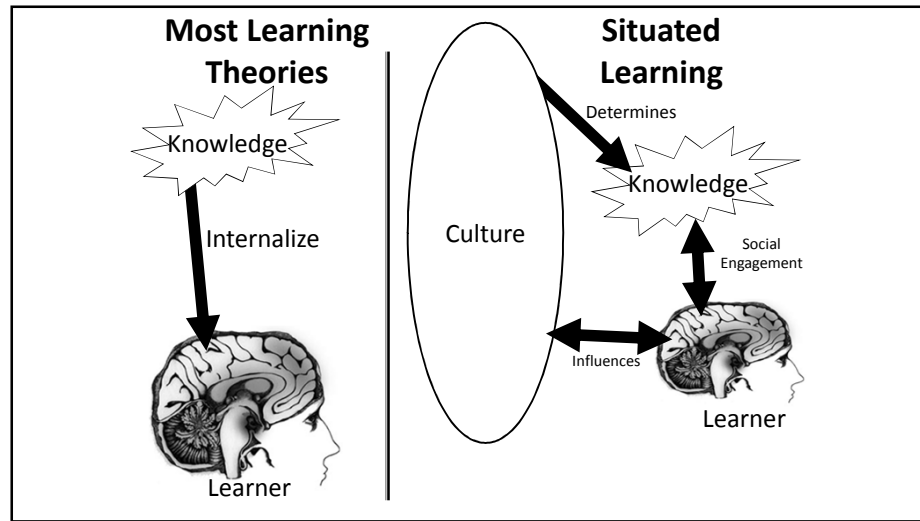 Most Learning
Theories
Knowledge
Internalize
Learner
Situated
Learning
Determines
Knowledge
Culture
Social
Engagement
Influences
Learner